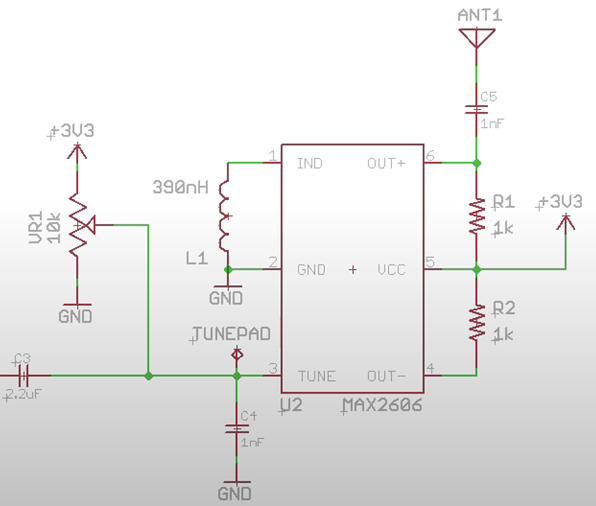 ANT1
C5
1nF
+3V3
1
IND
OUT+
6
390nH
R1
1k
+3V3
VR1
10k
L1
2
GND
VCC
5
GND
GND
R2
1k
TUNEPAD
C3
2.2uF
3
TUNE
OUT-
4
U2
MAX2606
C4
1nF
GND